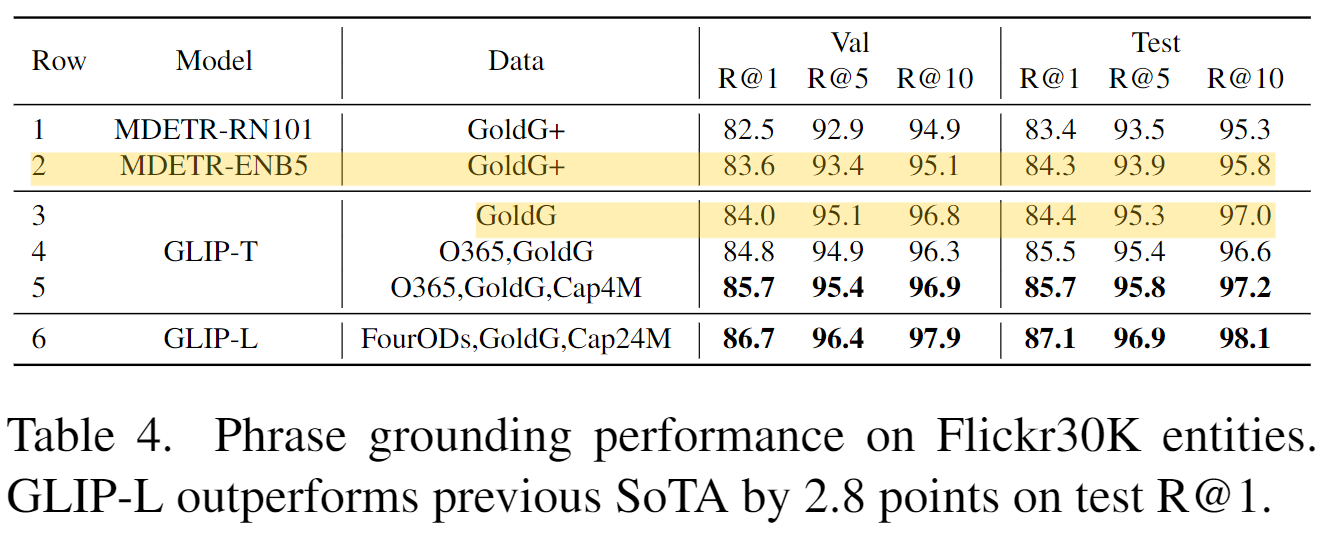 Row Model Data Val Test
R@1 R@5 R@10 R@1 R@5 R@10
1 MDETR-RN101 GoldG+ 82.5 92.9 94.9 83.4 93.5 95.3
2 MDETR-ENB5 GoldG+ 83.6 93.4 95.1 84.3 93.9 95.8
3 GoldG 84.0 95.1 96.8 84.4 95.3 97.0
4 GLIP-T O365,GoldG 84.8 94.9 96.3 85.5 95.4 96.6
5 O365,GoldG,Cap4M 85.7 95.4 96.9 85.7 95.8 97.2
6 GLIP-L FourODs,GoldG,Cap24M 86.7 96.4 97.9 87.1 96.9 98.1
Table 4. Phrase grounding performance on Flickr30K entities.
GLIP-L outperforms previous SoTA by 2.8 points on test R@1.